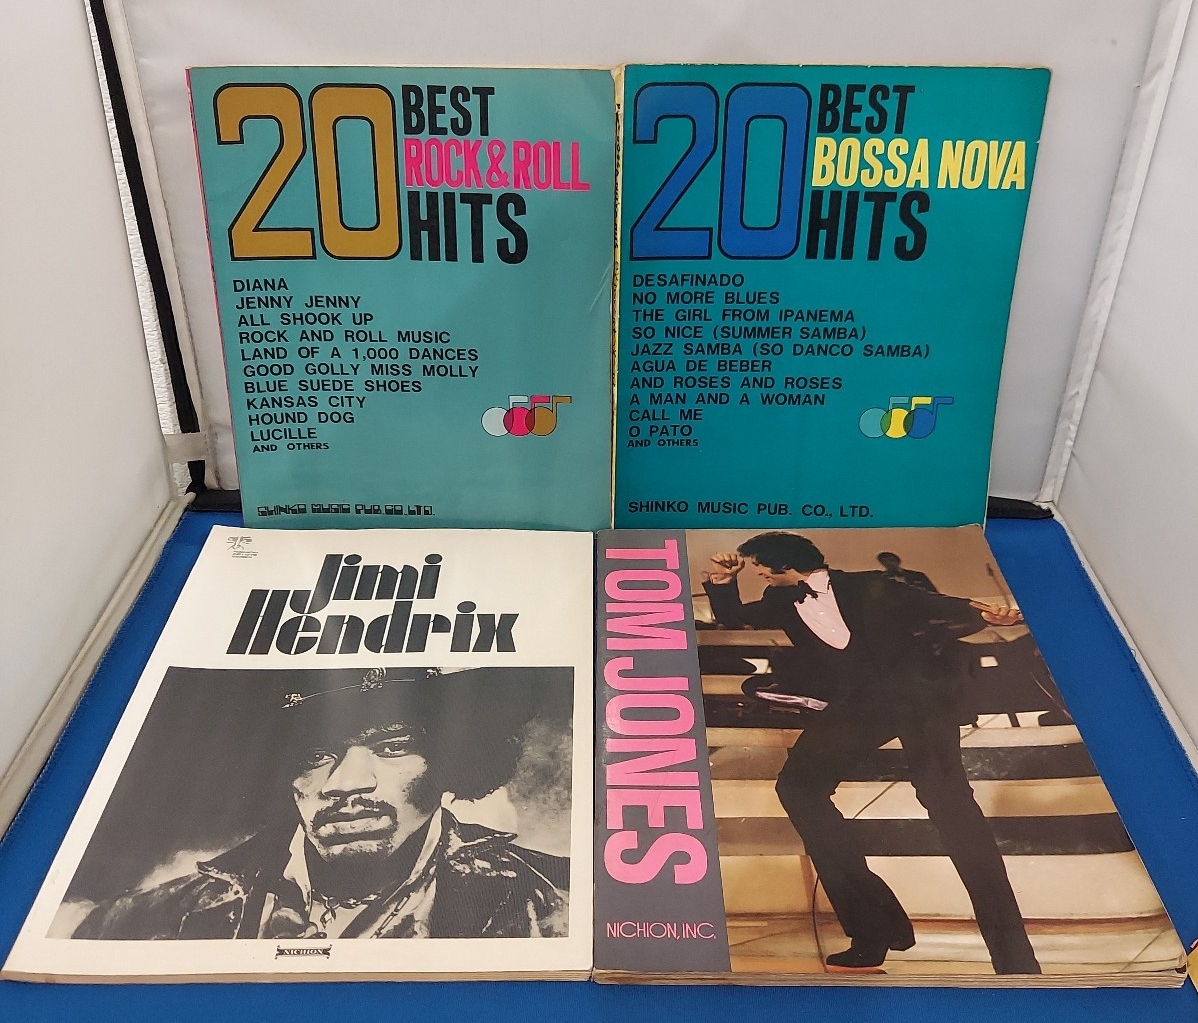 20 BEST
ROCK & ROLL
HITS
DIANA
JENNY JENNY
ALL SHOOK UP
ROCK AND ROLL MUSIC
LAND OF A 1,000 DANCES
GOOD GOLLY MISS MOLLY
BLUE SUEDE SHOES
KANSAS CITY
HOUND DOG
LUCILLE
AND OTHERS
SHINKO MUSIC PUB. CO. LTD.
20 BEST
BOSSA NOVA
HITS
DESAFINADO
NO MORE BLUES
THE GIRL FROM IPANEMA
SO NICE (SUMMER SAMBA)
JAZZ SAMBA (SO DANCO SAMBA)
AGUA DE BEBER
AND ROSES AND ROSES
A MAN AND A WOMAN
CALL ME
O PATO
AND OTHERS
SHINKO MUSIC PUB. CO., LTD.
Jimi
Hendrix
NICHION
TOM JONES
NICHION, INC.